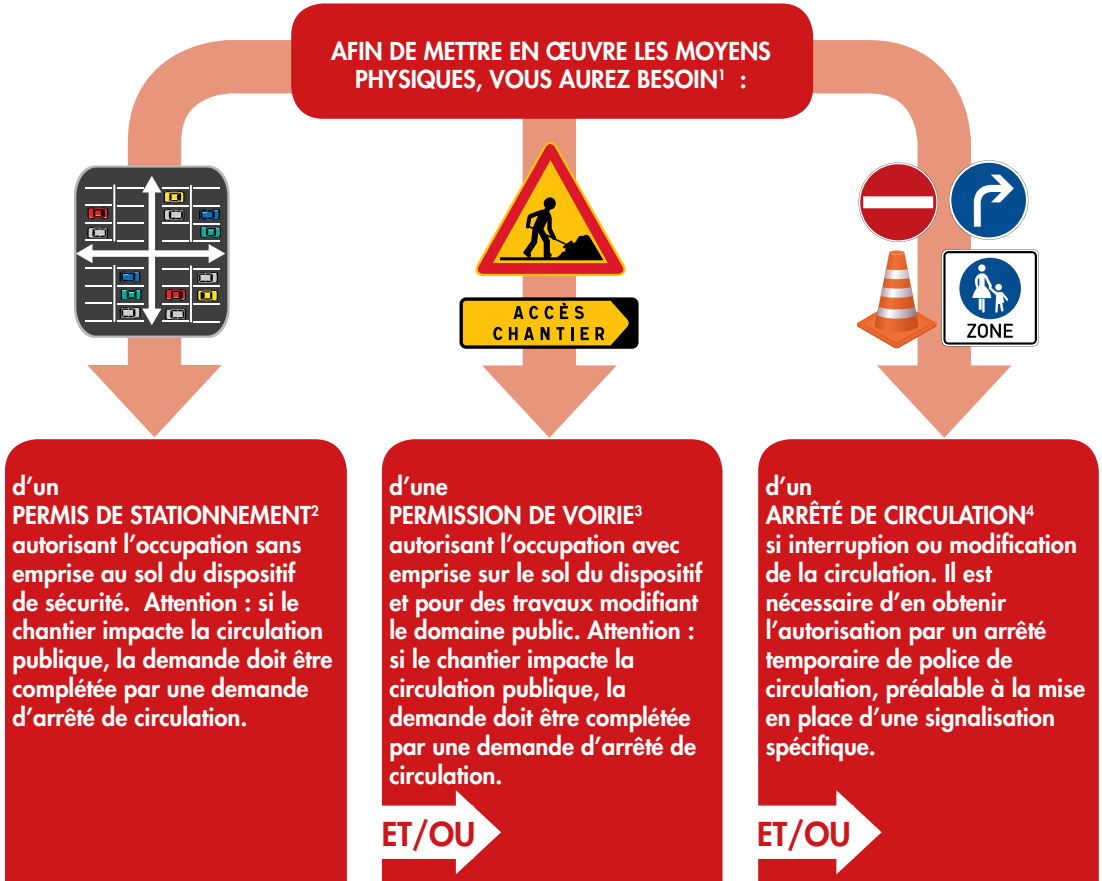 AFIN DE METTRE EN ŒUVRE LES MOYENS
PHYSIQUES, VOUS AUREZ BESOIN¹ :
ACCÈS
CHANTIER
ZONE
d’un
PERMIS DE STATIONNEMENT²
autorisant l’occupation sans
emprise au sol du dispositif
de sécurité. Attention : si le
chantier impacte la circulation
publique, la demande doit être
complétée par une demande
d’arrêté de circulation.
d’une
PERMISSION DE VOIRIE³
autorisant l’occupation avec
emprise sur le sol du dispositif
et pour des travaux modifiant
le domaine public. Attention :
si le chantier impacte la
circulation publique, la
demande doit être complétée
par une demande d’arrêté de
circulation.
ET/OU
d’un
ARRÊTÉ DE CIRCULATION⁴
si interruption ou modification
de la circulation. Il est
nécessaire d’en obtenir
l’autorisation par un arrêté
temporaire de police de
circulation, préalable à la mise
en place d’une signalisation
spécifique.
ET/OU